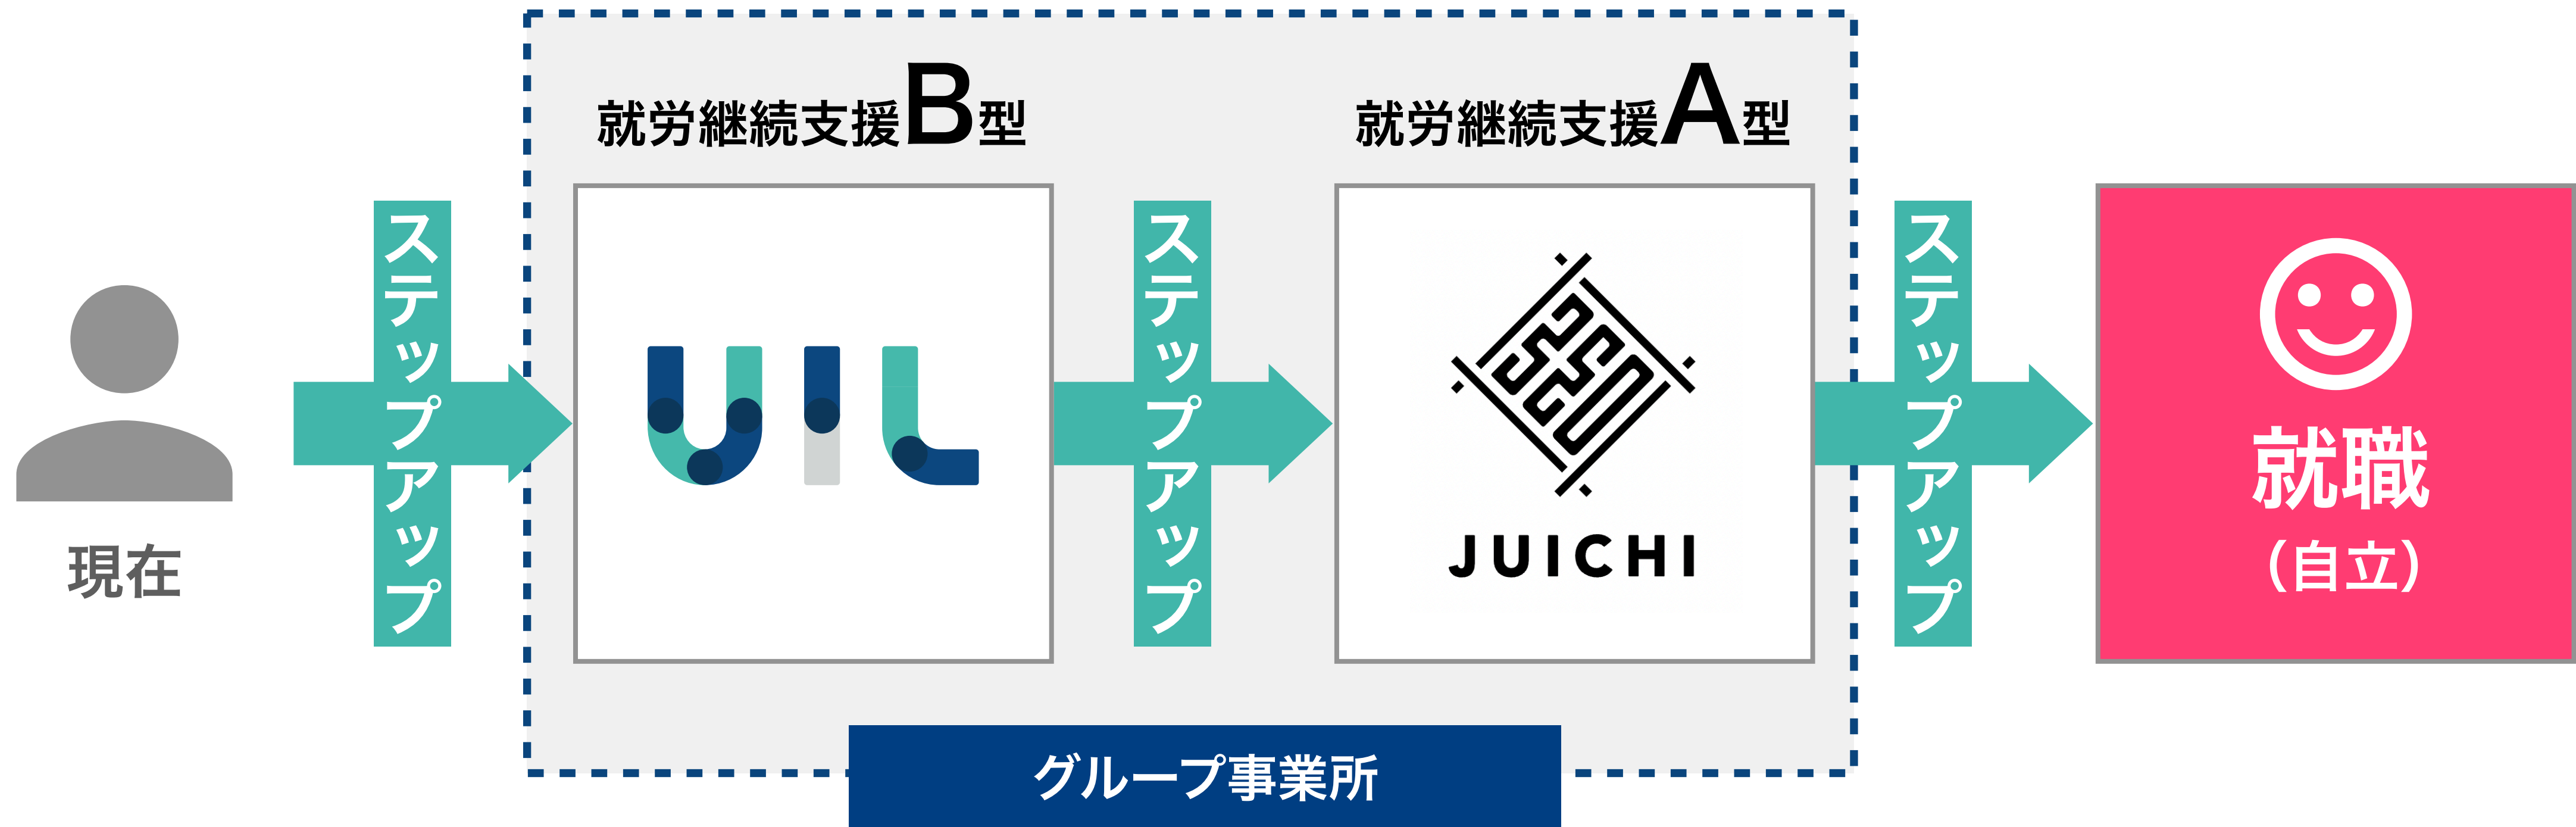 現在
ステップアップ
就労継続支援B型
UIL
ステップアップ
就労継続支援A型
JUICHI
ステップアップ
就職
（自立）
グループ事業所